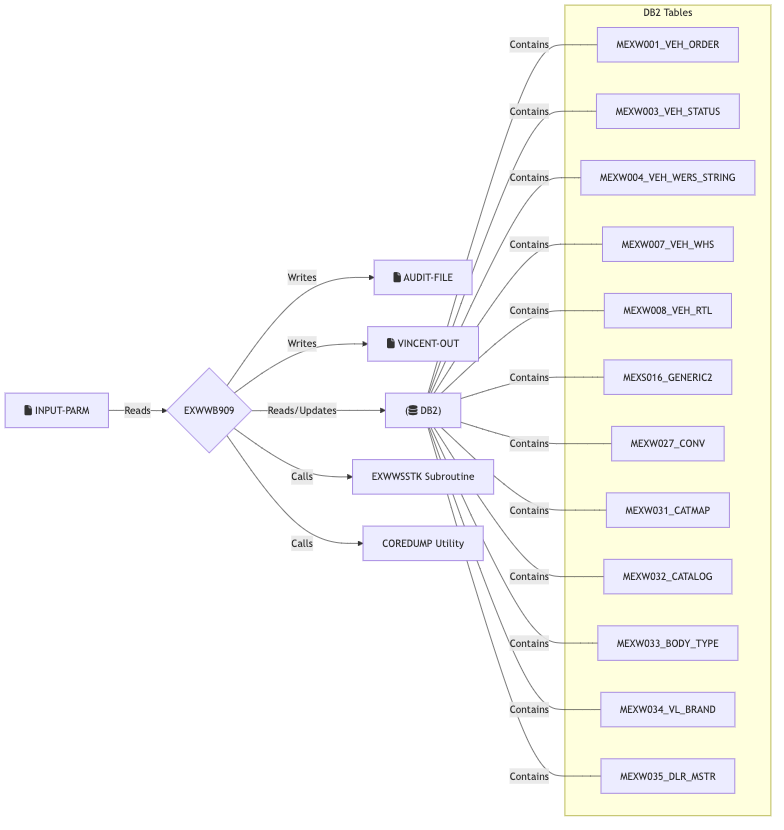 DB2 Tables
Contains
MEXW001_VEH_ORDER
Contains
MEXW003_VEH_STATUS
Contains
MEXW004_VEH_WERS_STRING
Contains
MEXW007_VEH_WHS
Writes
AUDIT-FILE
Contains
MEXW008_VEH_RTL
Writes
VINCENT-OUT
Contains
MEXS016_GENERIC2
INPUT-PARM
Reads
EXWWB909
Reads/Updates
( DB2)
Contains
MEXW027_CONV
Calls
EXWWSSTK Subroutine
Contains
MEXW031_CATMAP
Calls
COREDUMP Utility
Contains
MEXW032_CATALOG
Contains
MEXW033_BODY_TYPE
Contains
MEXW034_VL_BRAND
Contains
MEXW035_DLR_MSTR